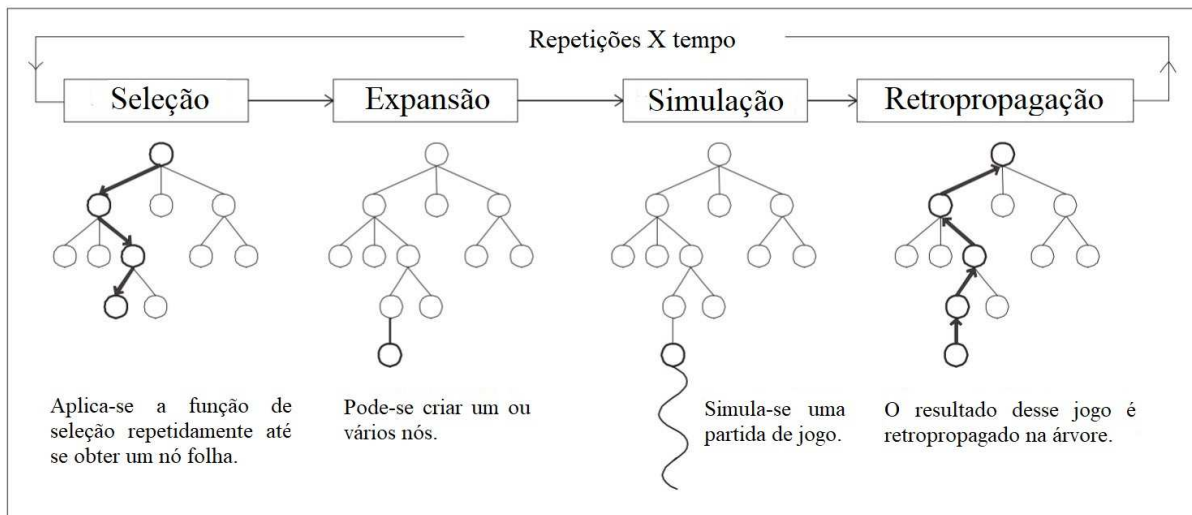 Repetições X tempo
Seleção
Expansão
Simulação
Retropropagação
Aplica-se a função de
seleção repetidamente até
se obter um nó folha.
Pode-se criar um ou
vários nós.
Simula-se uma
partida de jogo.
O resultado desse jogo é
retropropagado na árvore.